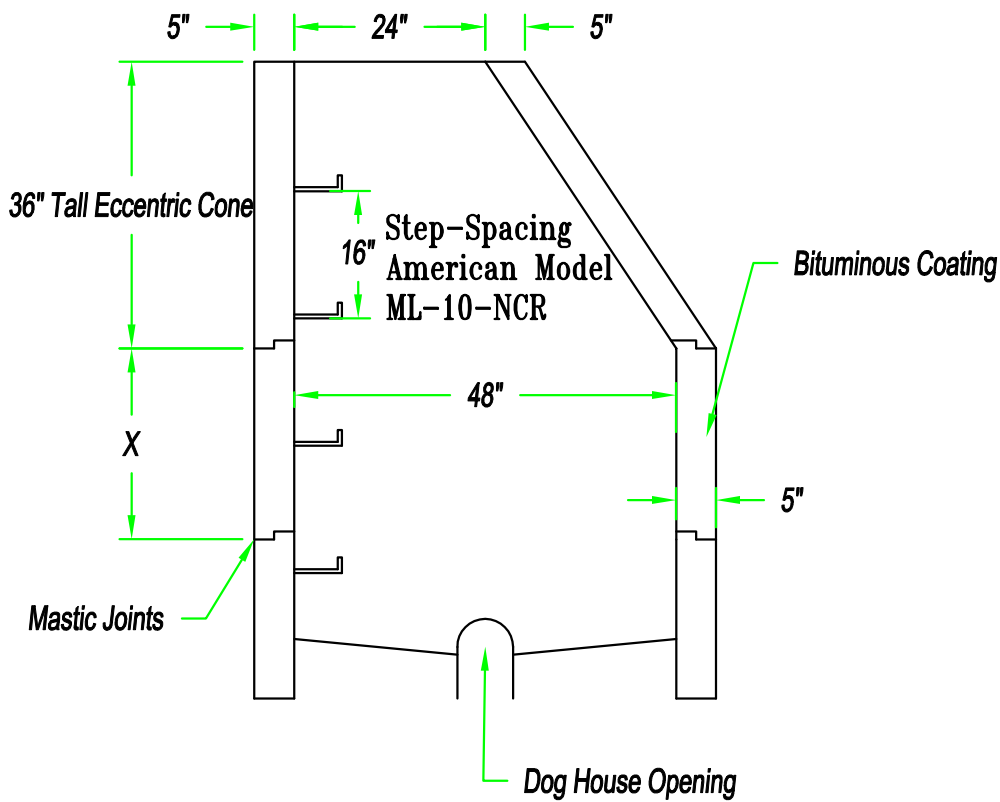 5" 24" 5"
36" Tall Eccentric Cone
16"
Step-Spacing
American Model
ML-10-NCR
Bituminous Coating
48"
X
5"
Mastic Joints
Dog House Opening